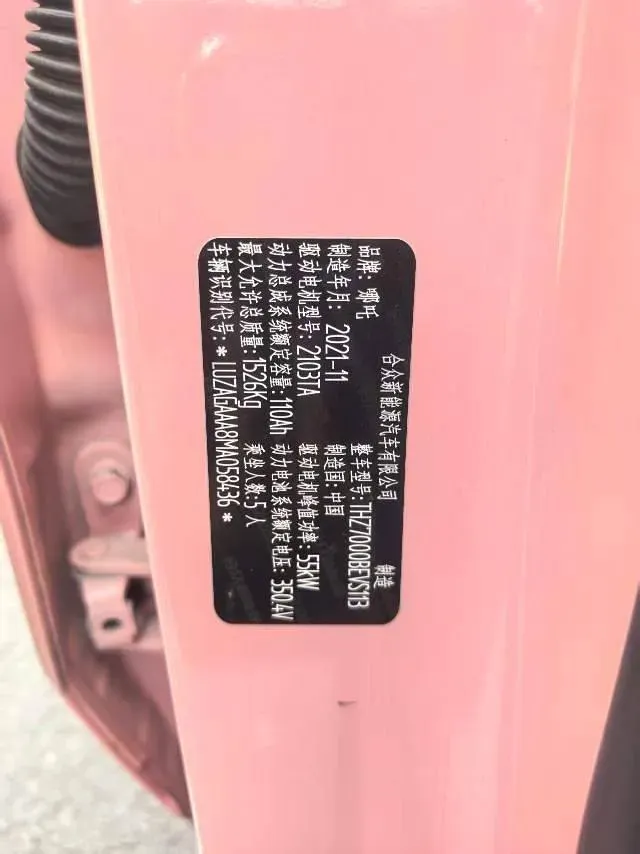 合众新能源汽车有限公司 制造
品牌：哪吒 整车型号：THZ7000BEVS113
制造年月： 2021-11 制造国：中国
驱动电机型号：2103TA 驱动电机峰值功率：55kW
动力总成系统额定容量：110Ah 动力电池系统额定电压：350.4V
最大允许总质量：1526Kg 乘坐人数：5人
车辆识别代号：*LUZAGAAA8MA058436*